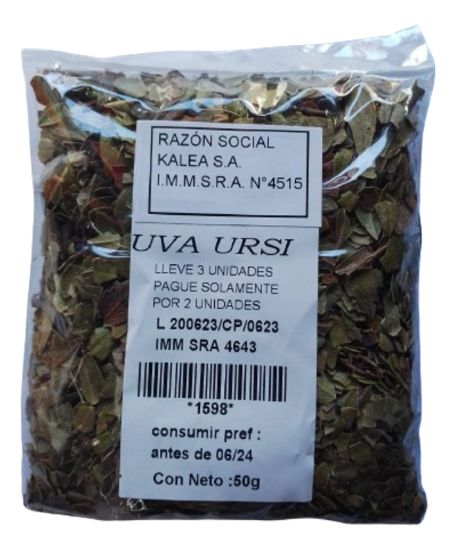 RAZÓN SOCIAL
KALEA S.A.
I.M.M.S.R.A. N°4515
UVA URSI
LLEVE 3 UNIDADES
PAGUE SOLAMENTE
POR 2 UNIDADES
L 200623/CP/0623
IMM SRA 4643
*1598*
consumir pref :
antes de 06/24
Con Neto :50g